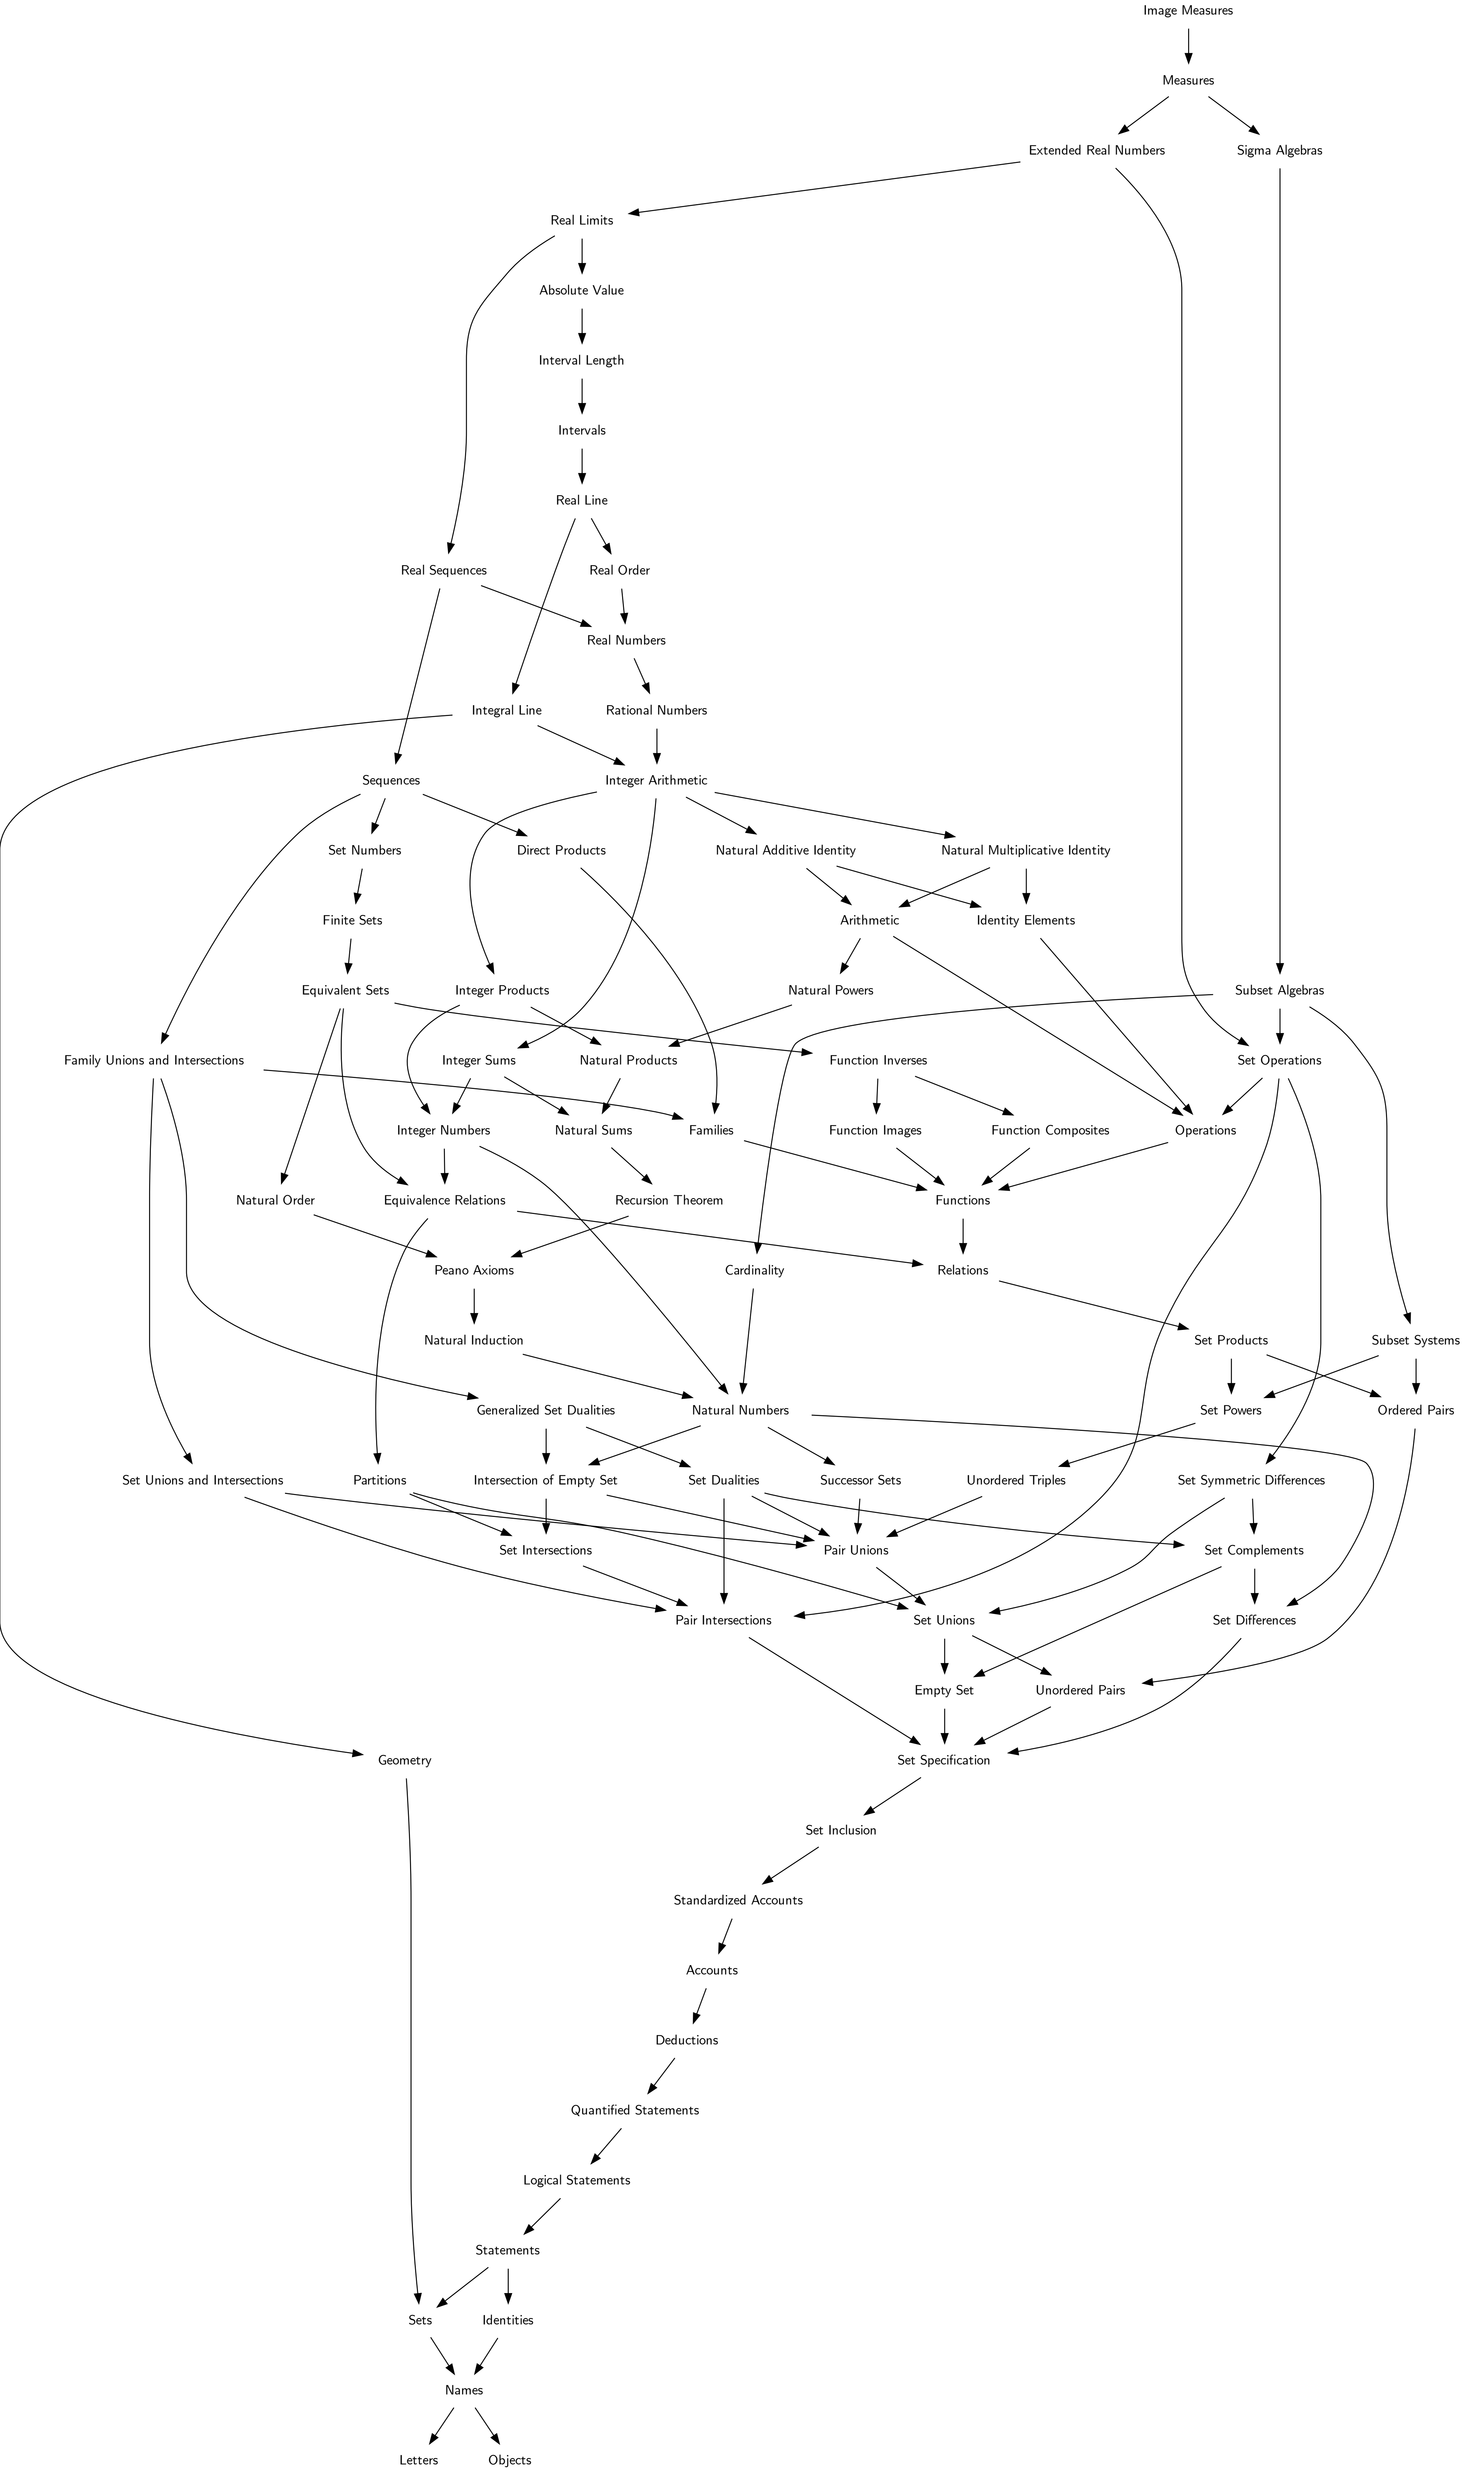 Image Measures
Measures
Extended Real Numbers
Sigma Algebras
Real Limits
Absolute Value
Interval Length
Intervals
Real Line
Real Sequences
Real Order
Real Numbers
Integral Line
Rational Numbers
Sequences
Integer Arithmetic
Set Numbers
Direct Products
Natural Additive Identity
Natural Multiplicative Identity
Finite Sets
Arithmetic
Identity Elements
Equivalent Sets
Integer Products
Natural Powers
Subset Algebras
Family Unions and Intersections
Integer Sums
Natural Products
Function Inverses
Set Operations
Integer Numbers
Natural Sums
Families
Function Images
Function Composites
Operations
Natural Order
Equivalence Relations
Recursion Theorem
Functions
Peano Axioms
Cardinality
Relations
Natural Induction
Set Products
Subset Systems
Generalized Set Dualities
Natural Numbers
Set Powers
Ordered Pairs
Set Unions and Intersections
Partitions
Intersection of Empty Set
Set Dualities
Successor Sets
Unordered Triples
Set Symmetric Differences
Set Intersections
Pair Unions
Set Complements
Pair Intersections
Set Unions
Set Differences
Empty Set
Unordered Pairs
Geometry
Set Specification
Set Inclusion
Standardized Accounts
Accounts
Deductions
Quantified Statements
Logical Statements
Statements
Sets
Identities
Names
Letters
Objects